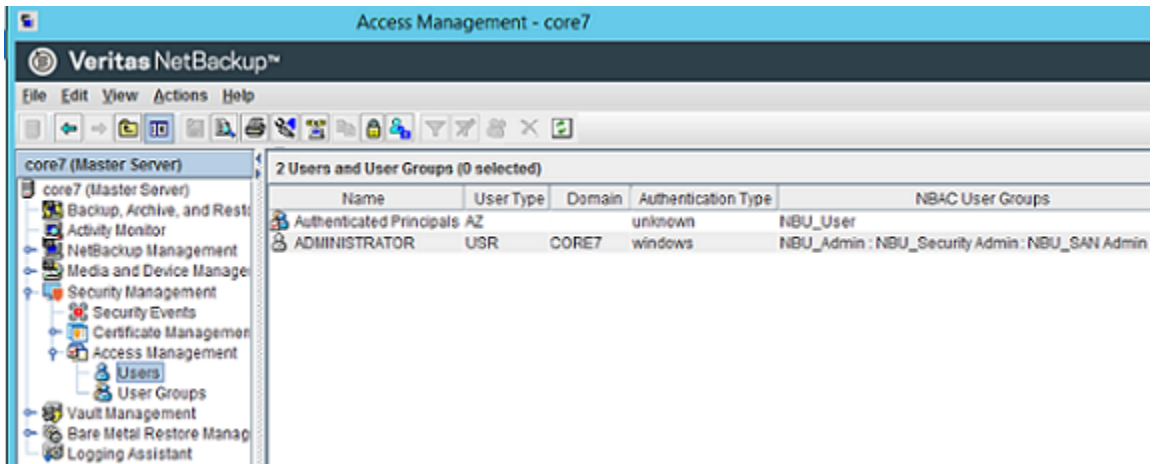 Access Management - core7
Veritas NetBackup™
File Edit View Actions Help
core7 (Master Server)
2 Users and User Groups (0 selected)
core7 (Master Server)
Backup, Archive, and Resto
Activity Monitor
NetBackup Management
Media and Device Manage
Security Management
Security Events
Certificate Managemen
Access Management
Users
User Groups
Vault Management
Bare Metal Restore Manag
Logging Assistant
Name User Type Domain Authentication Type NBAC User Groups
Authenticated Principals AZ unknown NBU_User
ADMINISTRATOR USR CORE7 windows NBU_Admin : NBU_Security Admin : NBU_SAN Admin